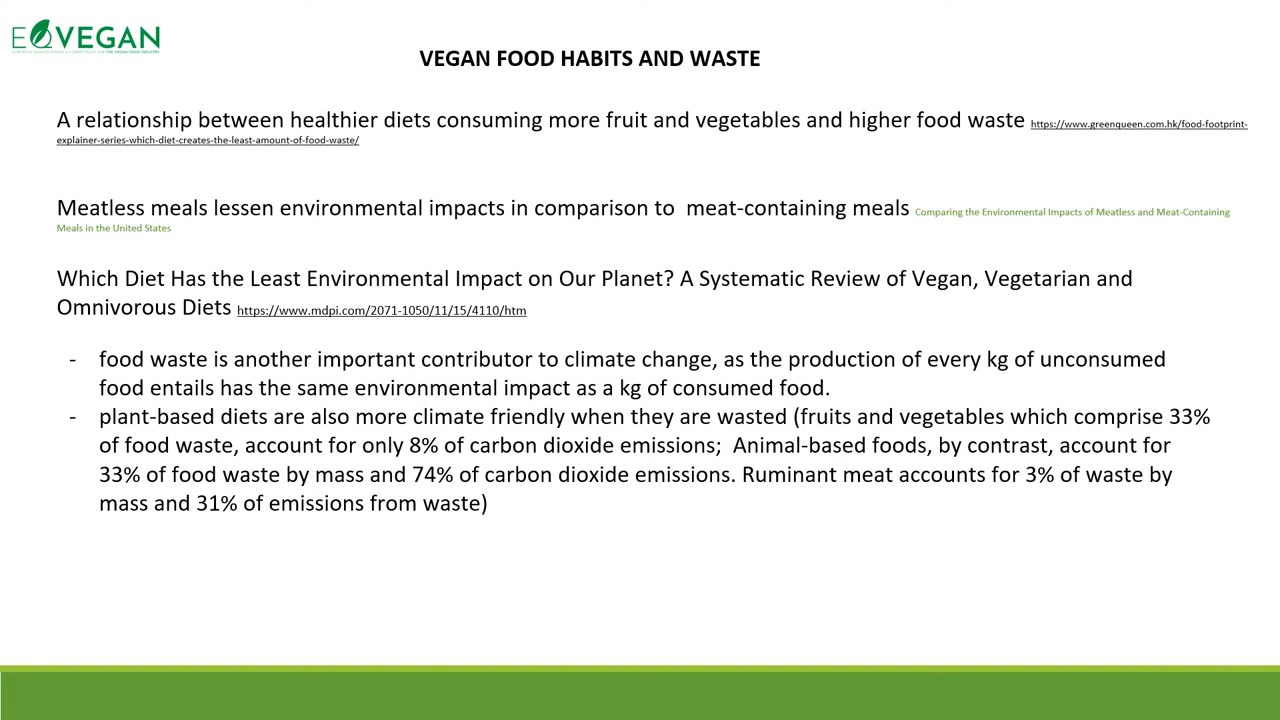 EQVEGAN
EUROPEAN QUALIFICATIONS & COMPETENCES FOR THE VEGAN FOOD INDUSTRY
VEGAN FOOD HABITS AND WASTE
A relationship between healthier diets consuming more fruit and vegetables and higher food waste https://www.greenqueen.com.hk/food-footprint-
explainer-series-which-diet-creates-the-least-amount-of-food-waste/
Meatless meals lessen environmental impacts in comparison to  meat-containing meals Comparing the Environmental Impacts of Meatless and Meat-Containing
Meals in the United States
Which Diet Has the Least Environmental Impact on Our Planet? A Systematic Review of Vegan, Vegetarian and
Omnivorous Diets https://www.mdpi.com/2071-1050/11/15/4110/htm
- food waste is another important contributor to climate change, as the production of every kg of unconsumed
food entails has the same environmental impact as a kg of consumed food.
- plant-based diets are also more climate friendly when they are wasted (fruits and vegetables which comprise 33%
of food waste, account for only 8% of carbon dioxide emissions;  Animal-based foods, by contrast, account for
33% of food waste by mass and 74% of carbon dioxide emissions. Ruminant meat accounts for 3% of waste by
mass and 31% of emissions from waste)